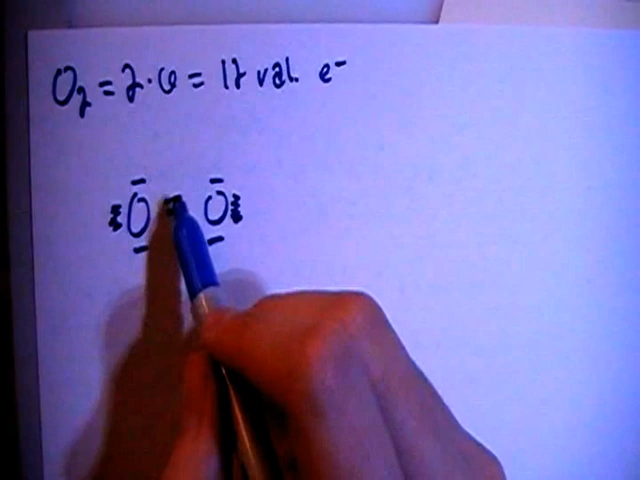 O₂ = 2·6 = 12 val. e⁻
O = O